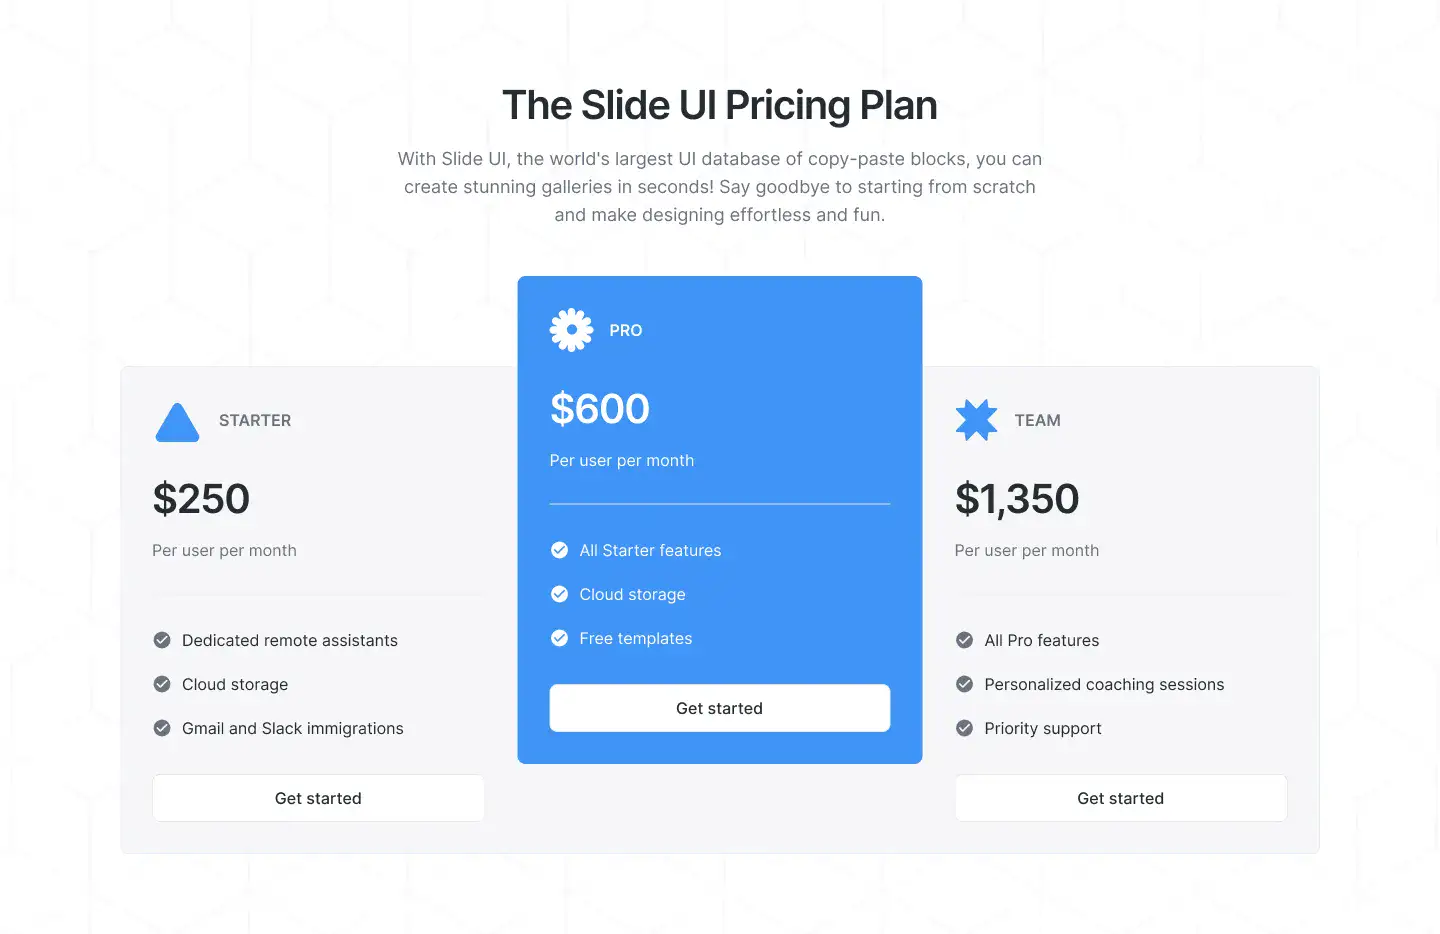 The Slide UI Pricing Plan
With Slide UI, the world's largest UI database of copy-paste blocks, you can
create stunning galleries in seconds! Say goodbye to starting from scratch
and make designing effortless and fun.
STARTER
$250
Per user per month
Dedicated remote assistants
Cloud storage
Gmail and Slack immigrations
Get started
PRO
$600
Per user per month
All Starter features
Cloud storage
Free templates
Get started
TEAM
$1,350
Per user per month
All Pro features
Personalized coaching sessions
Priority support
Get started